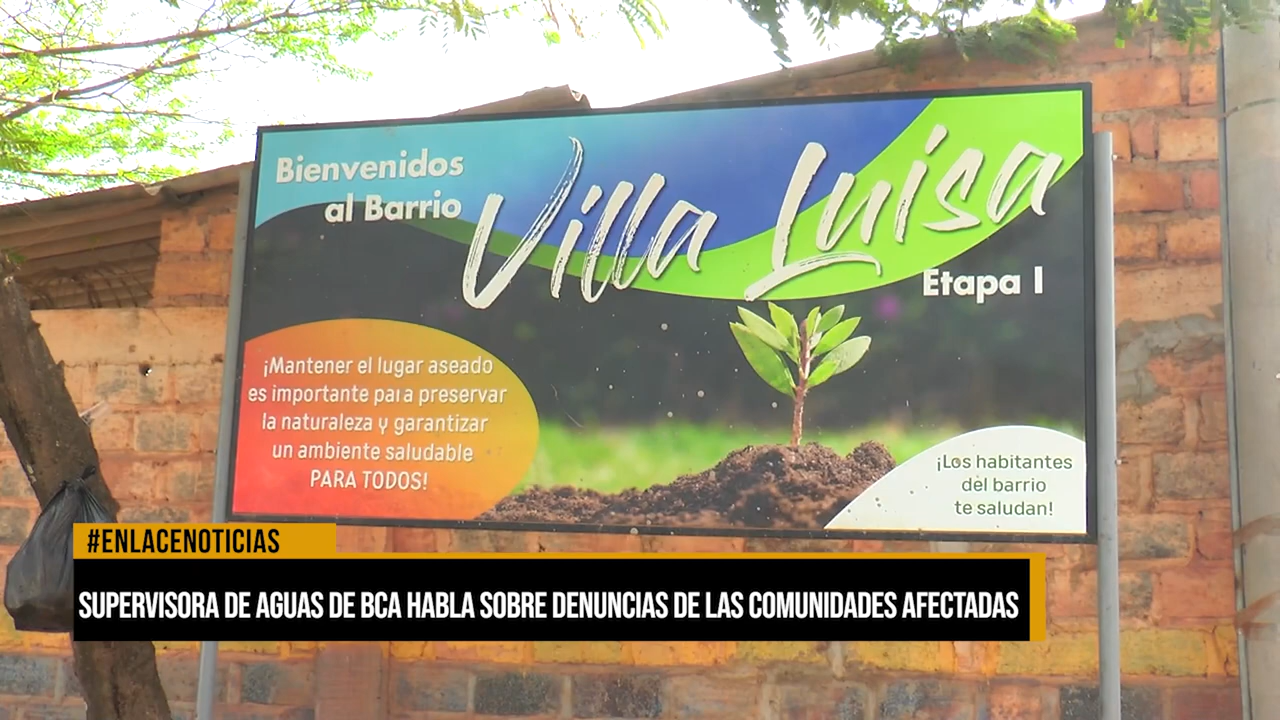 Bienvenidos
al Barrio
Villa Luisa
Etapa I
¡Mantener el lugar aseado
es importante para preservar
la naturaleza y garantizar
un ambiente saludable
PARA TODOS!
¡Los habitantes
del barrio
te saludan!
#ENLACENOTICIAS
SUPERVISORA DE AGUAS DE BCA HABLA SOBRE DENUNCIAS DE LAS COMUNIDADES AFECTADAS